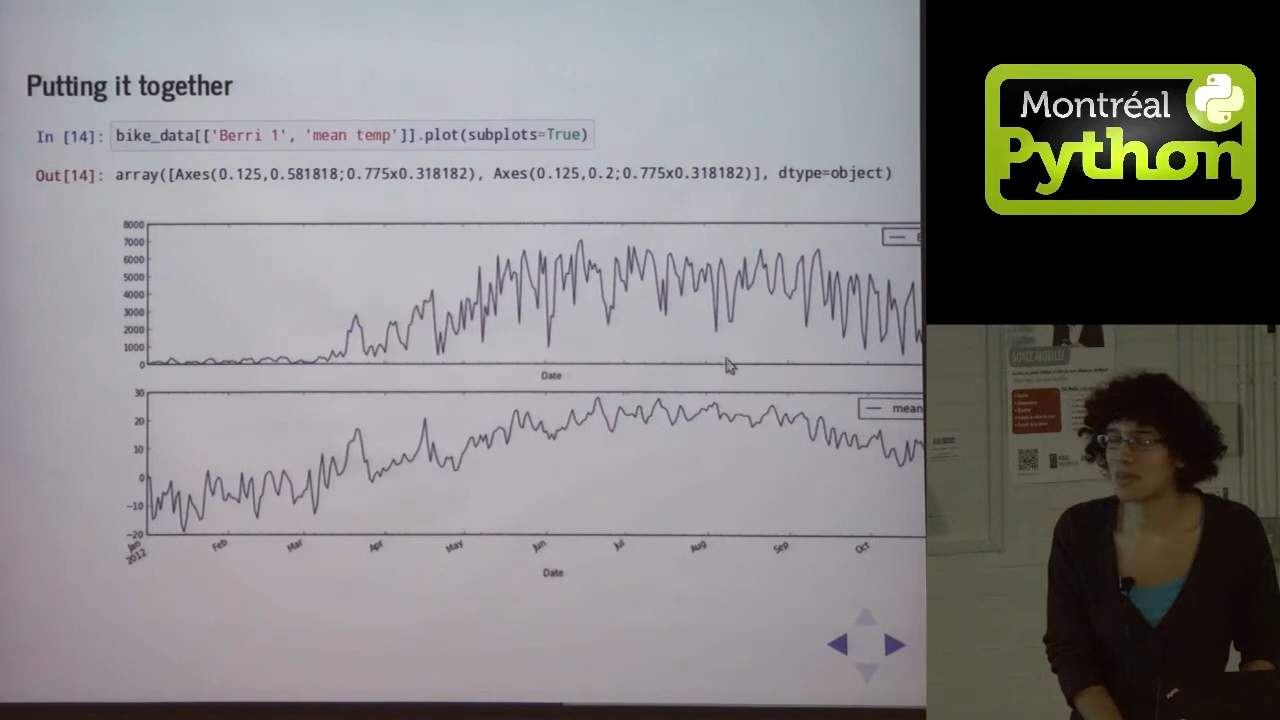 Putting it together
In [14]: bike_data[['Berri 1', 'mean temp']].plot(subplots=True)
Out[14]: array([Axes(0.125,0.581818;0.775x0.318182), Axes(0.125,0.2;0.775x0.318182)], dtype=object)
8000
7000
6000
5000
4000
3000
2000
1000
0
Date
30
20
10
0
−10
−20
mean
Jan
2012
Feb
Mar
Apr
May
Jun
Jul
Aug
Sep
Oct
Date
Montréal
Python
SOYEZ MOBILE!